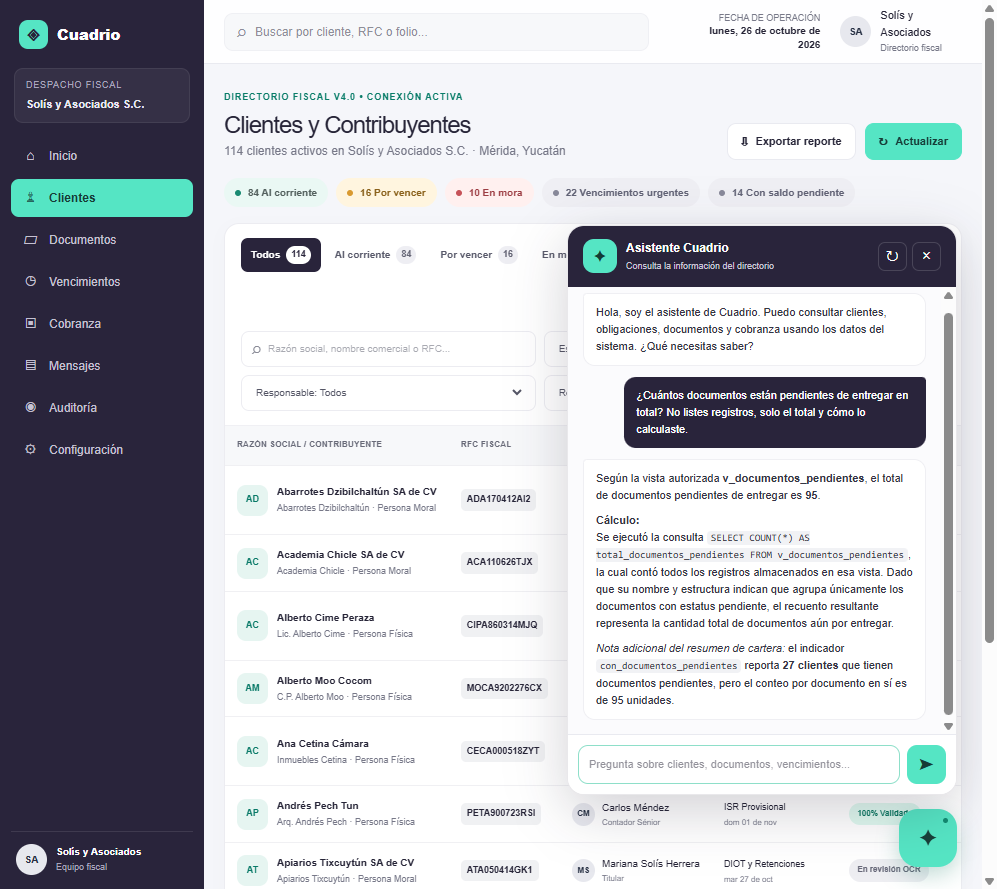 Cuadrio
DESPACHO FISCAL
Solís y Asociados S.C.
Inicio
Clientes
Documentos
Vencimientos
Cobranza
Mensajes
Auditoría
Configuración
SA
Solís y Asociados
Equipo fiscal
Buscar por cliente, RFC o folio...
FECHA DE OPERACIÓN
lunes, 26 de octubre de
2026
SA
Solís y
Asociados
Directorio fiscal
DIRECTORIO FISCAL V4.0 • CONEXIÓN ACTIVA
Clientes y Contribuyentes
114 clientes activos en Solís y Asociados S.C. · Mérida, Yucatán
Exportar reporte
Actualizar
84 Al corriente
16 Por vencer
10 En mora
22 Vencimientos urgentes
14 Con saldo pendiente
Todos 114
Al corriente 84
Por vencer 16
En m
Razón social, nombre comercial o RFC...
Es
Responsable: Todos
Re
RAZÓN SOCIAL / CONTRIBUYENTE
RFC FISCAL
AD
Abarrotes Dzibilchaltún SA de CV
Abarrotes Dzibilchaltún · Persona Moral
ADA170412AI2
AC
Academia Chicle SA de CV
Academia Chicle · Persona Moral
ACA110626TJX
AC
Alberto Cime Peraza
Lic. Alberto Cime · Persona Física
CIPA860314MJQ
AM
Alberto Moo Cocom
C.P. Alberto Moo · Persona Física
MOCA9202276CX
AC
Ana Cetina Cámara
Inmuebles Cetina · Persona Física
CECA000518ZYT
AP
Andrés Pech Tun
Arq. Andrés Pech · Persona Física
PETA900723RSI
CM
Carlos Méndez
Contador Sénior
ISR Provisional
dom 01 de nov
100% Validad
AT
Apiarios Tixcuytún SA de CV
Apiarios Tixcuytún · Persona Moral
ATA050414GK1
MS
Mariana Solís Herrera
Titular
DIOT y Retenciones
mar 27 de oct
En revisión OCR
Asistente Cuadrio
Consulta la información del directorio
Hola, soy el asistente de Cuadrio. Puedo consultar clientes,
obligaciones, documentos y cobranza usando los datos del
sistema. ¿Qué necesitas saber?
¿Cuántos documentos están pendientes de entregar en
total? No listes registros, solo el total y cómo lo
calculaste.
Según la vista autorizada v_documentos_pendientes, el total
de documentos pendientes de entregar es 95.
Cálculo:
Se ejecutó la consulta SELECT COUNT(*) AS
total_documentos_pendientes FROM v_documentos_pendientes ,
la cual contó todos los registros almacenados en esa vista. Dado
que su nombre y estructura indican que agrupa únicamente los
documentos con estatus pendiente, el recuento resultante
representa la cantidad total de documentos aún por entregar.
Nota adicional del resumen de cartera: el indicador
con_documentos_pendientes reporta 27 clientes que tienen
documentos pendientes, pero el conteo por documento en sí es
de 95 unidades.
Pregunta sobre clientes, documentos, vencimientos...